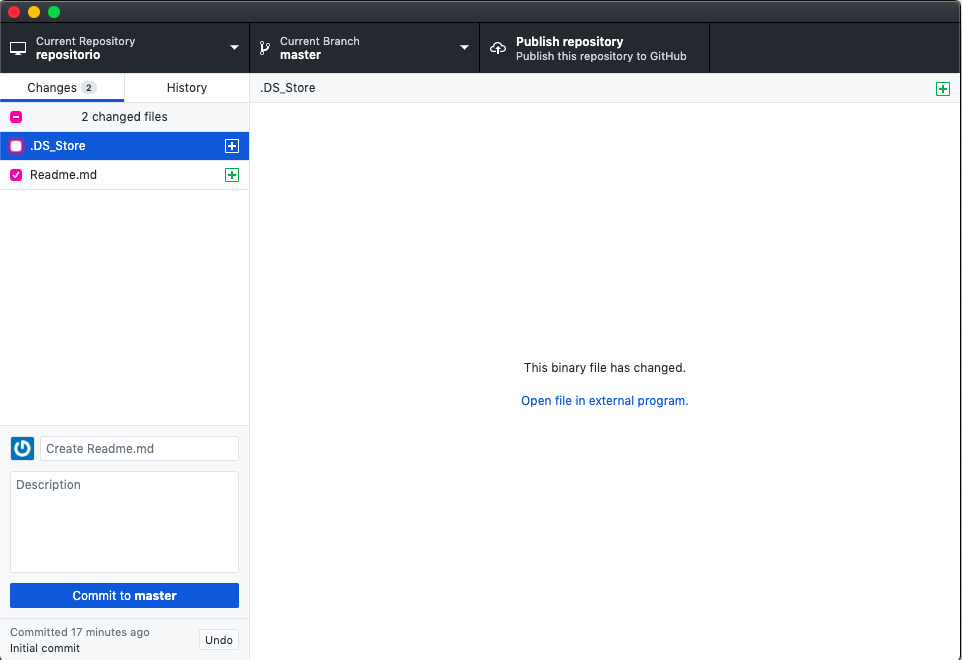 Current Repository
repositorio
Current Branch
master
Publish repository
Publish this repository to GitHub
Changes 2
History
.DS_Store
2 changed files
.DS_Store
Readme.md
This binary file has changed.
Open file in external program.
Create Readme.md
Description
Commit to master
Committed 17 minutes ago
Initial commit
Undo